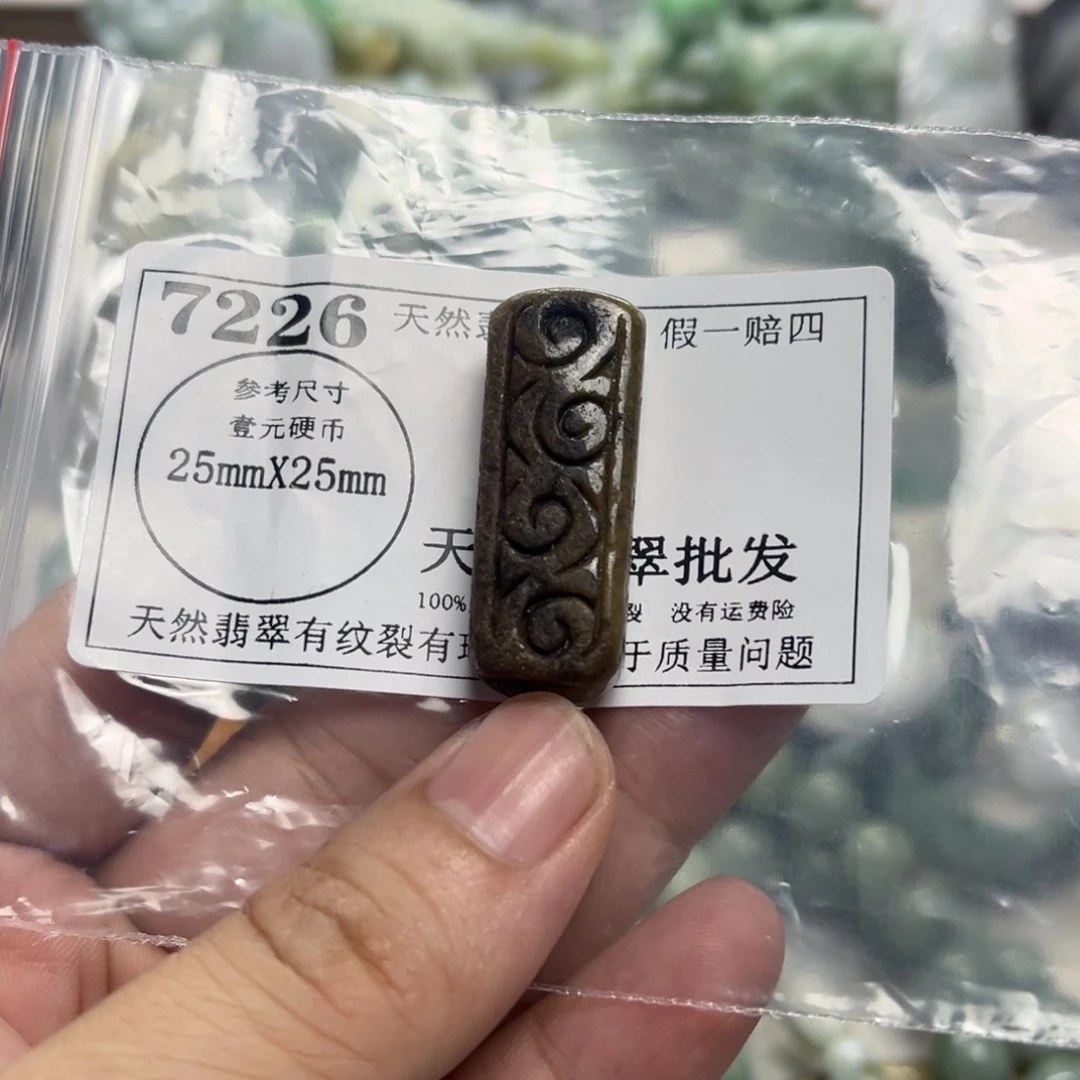 7226 天然 假一赔四
参考尺寸
壹元硬币
25mmX25mm
天 翠批发
100% 裂 没有运费险
天然翡翠有纹裂有 于质量问题